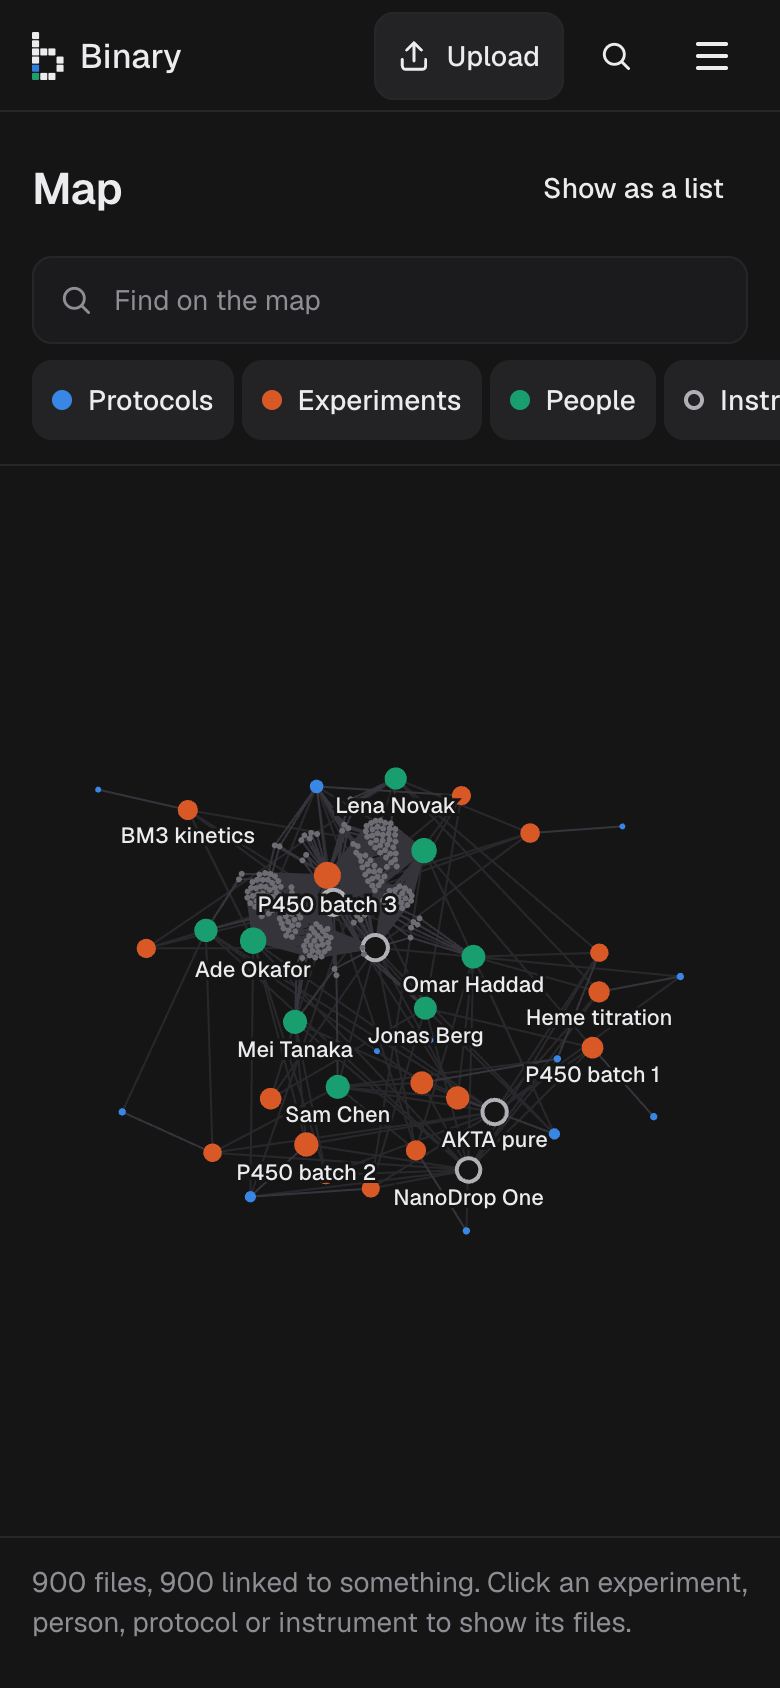 Binary
Upload
Map
Show as a list
Find on the map
Protocols
Experiments
People
Instr
Lena Novak
BM3 kinetics
P450 batch 3
Ade Okafor
Omar Haddad
Heme titration
Jonas Berg
Mei Tanaka
P450 batch 1
Sam Chen
AKTA pure
P450 batch 2
NanoDrop One
900 files, 900 linked to something. Click an experiment,
person, protocol or instrument to show its files.